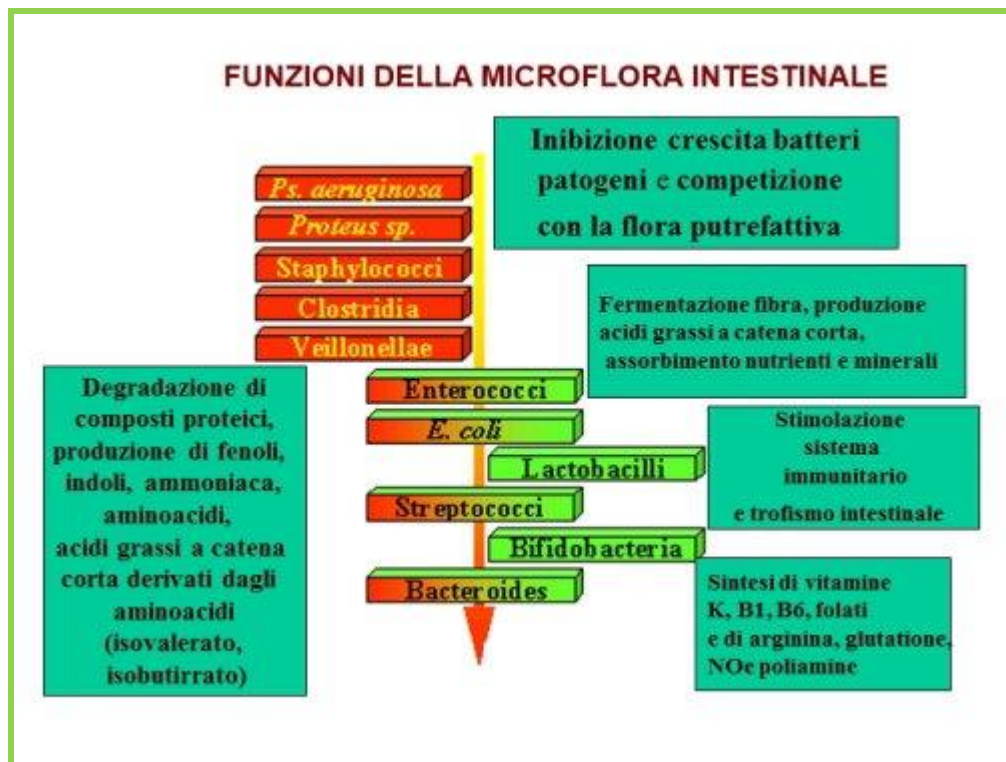 FUNZIONI DELLA MICROFLORA INTESTINALE
Inibizione crescita batteri
patogeni e competizione
con la flora putrefattiva
Ps. aeruginosa
Proteus sp.
Staphylococci
Clostridia
Veillonellae
Fermentazione fibra, produzione
acidi grassi a catena corta,
assorbimento nutrienti e minerali
Degradazione di
composti proteici,
produzione di fenoli,
indoli, ammoniaca,
aminoacidi,
acidi grassi a catena
corta derivati dagli
aminoacidi
(isovalerato,
isobutirrato)
Enterococci
E. coli
Lactobacilli
Streptococci
Bifidobacteria
Bacteroides
Stimolazione
sistema
immunitario
e trofismo intestinale
Sintesi di vitamine
K, B1, B6, folati
e di arginina, glutatione,
NOe poliamine